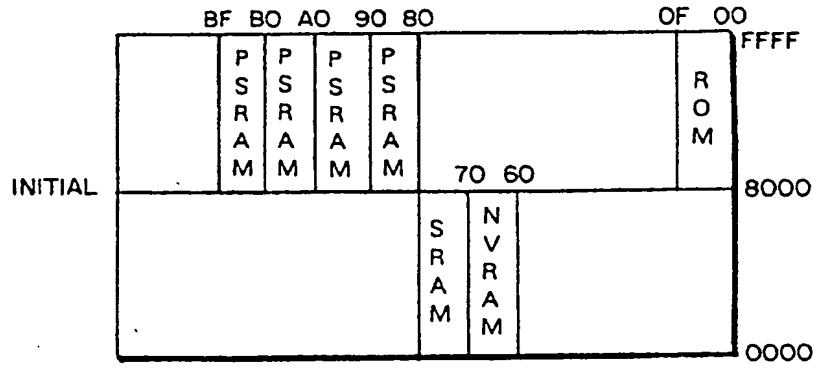 BF B0 A0 90 80 0F 00
FFFF
PSRAM PSRAM PSRAM PSRAM ROM
INITIAL
70 60
8000
SRAM NVRAM
0000